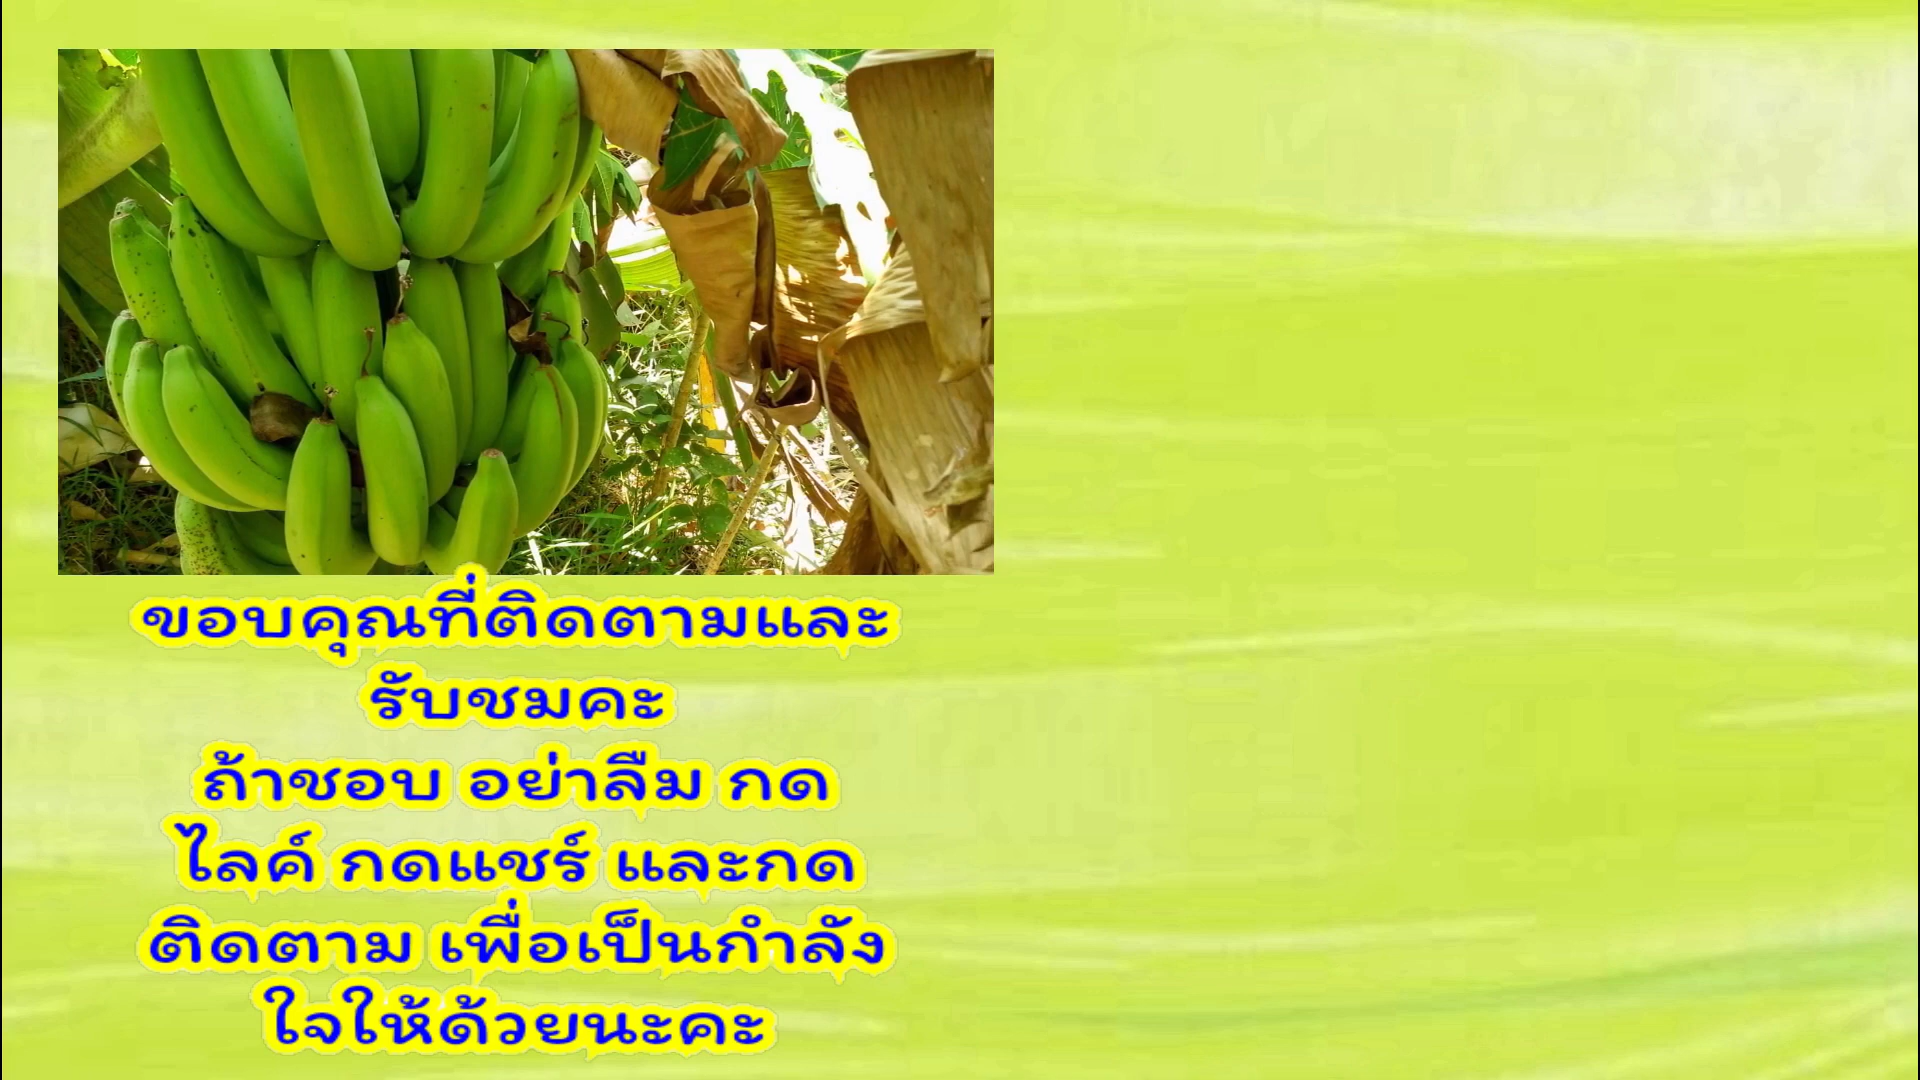 ขอบคุณที่ติดตามและ
รับชมคะ
ถ้าชอบ อย่าลืม กด
ไลค์ กดแชร์ และกด
ติดตาม เพื่อเป็นกำลัง
ใจให้ด้วยนะคะ